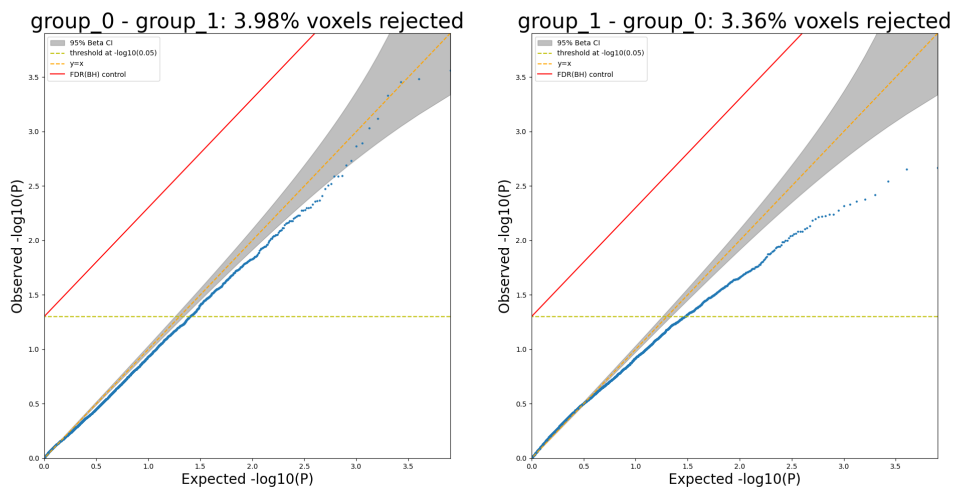 group_0 - group_1: 3.98% voxels rejected
95% Beta CI
threshold at -log10(0.05)
y=x
FDR(BH) control
Observed -log10(P)
3.5
3.0
2.5
2.0
1.5
1.0
0.5
0.0
0.0 0.5 1.0 1.5 2.0 2.5 3.0 3.5
Expected -log10(P)
group_1 - group_0: 3.36% voxels rejected
95% Beta CI
threshold at -log10(0.05)
y=x
FDR(BH) control
Observed -log10(P)
3.5
3.0
2.5
2.0
1.5
1.0
0.5
0.0
0.0 0.5 1.0 1.5 2.0 2.5 3.0 3.5
Expected -log10(P)